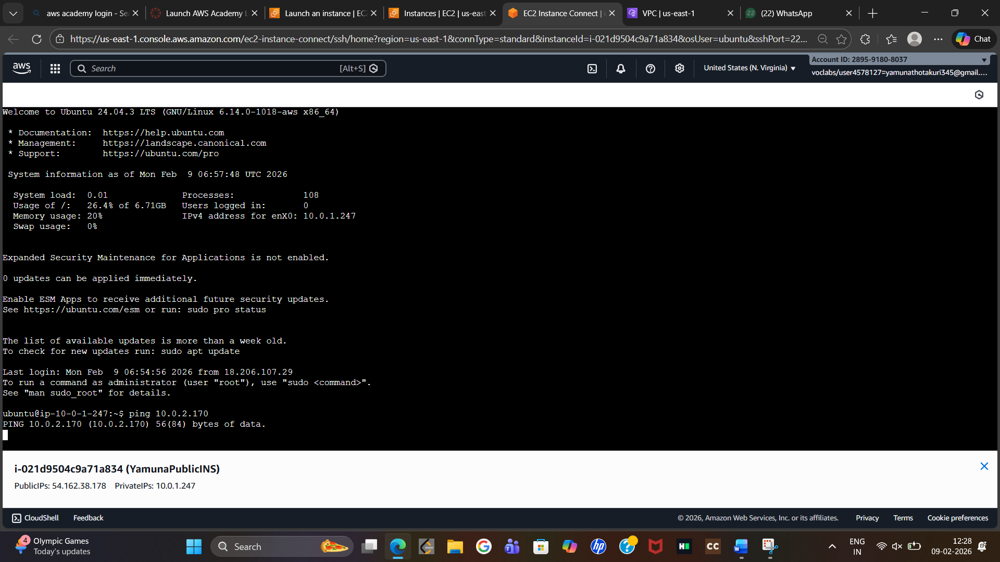 aws academy login - Se
Launch AWS Academy L
Launch an instance | EC
Instances | EC2 | us-east
EC2 Instance Connect |
VPC | us-east-1
22
(22) WhatsApp
https://us-east-1.console.aws.amazon.com/ec2-instance-connect/ssh/home?region=us-east-1&connType=standard&instanceId=i-021d9504c9a71a834&osUser=ubuntu&sshPort=22...
Chat
aws
Search
[Alt+S]
United States (N. Virginia)
Account ID: 2895-9180-8037
voclabs/user4578127=yamunathotakuri345@gmail....
Welcome to Ubuntu 24.04.3 LTS (GNU/Linux 6.14.0-1018-aws x86_64)
* Documentation: https://help.ubuntu.com
* Management: https://landscape.canonical.com
* Support: https://ubuntu.com/pro
System information as of Mon Feb 9 06:57:48 UTC 2026
System load: 0.01 Processes: 108
Usage of /: 26.4% of 6.71GB Users logged in: 0
Memory usage: 20% IPv4 address for enX0: 10.0.1.247
Swap usage: 0%
Expanded Security Maintenance for Applications is not enabled.
0 updates can be applied immediately.
Enable ESM Apps to receive additional future security updates.
See https://ubuntu.com/esm or run: sudo pro status
The list of available updates is more than a week old.
To check for new updates run: sudo apt update
Last login: Mon Feb 9 06:54:56 2026 from 18.206.107.29
To run a command as administrator (user "root"), use "sudo <command>".
See "man sudo_root" for details.
ubuntu@ip-10-0-1-247:~$ ping 10.0.2.170
PING 10.0.2.170 (10.0.2.170) 56(84) bytes of data.
i-021d9504c9a71a834 (YamunaPublicINS)
PublicIPs: 54.162.38.178 PrivateIPs: 10.0.1.247
CloudShell
Feedback
© 2026, Amazon Web Services, Inc. or its affiliates.
Privacy
Terms
Cookie preferences
4
Olympic Games
Today's updates
Search
hp
CC
ENG
IN
12:28
09-02-2026